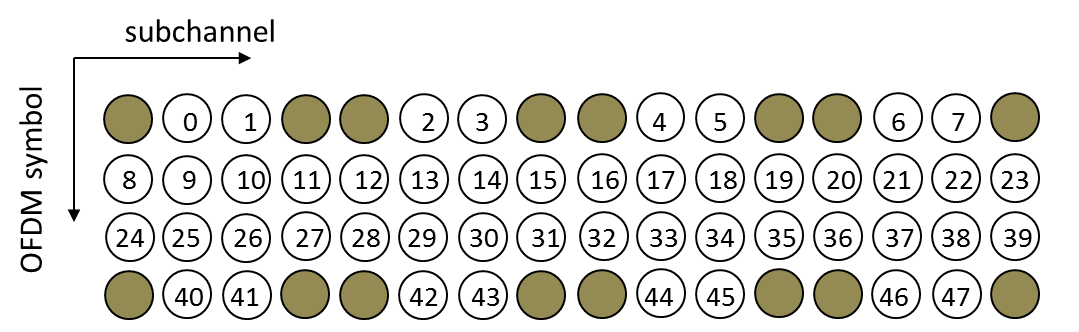 subchannel
OFDM symbol
0 1 2 3 4 5 6 7
8 9 10 11 12 13 14 15 16 17 18 19 20 21 22 23
24 25 26 27 28 29 30 31 32 33 34 35 36 37 38 39
40 41 42 43 44 45 46 47